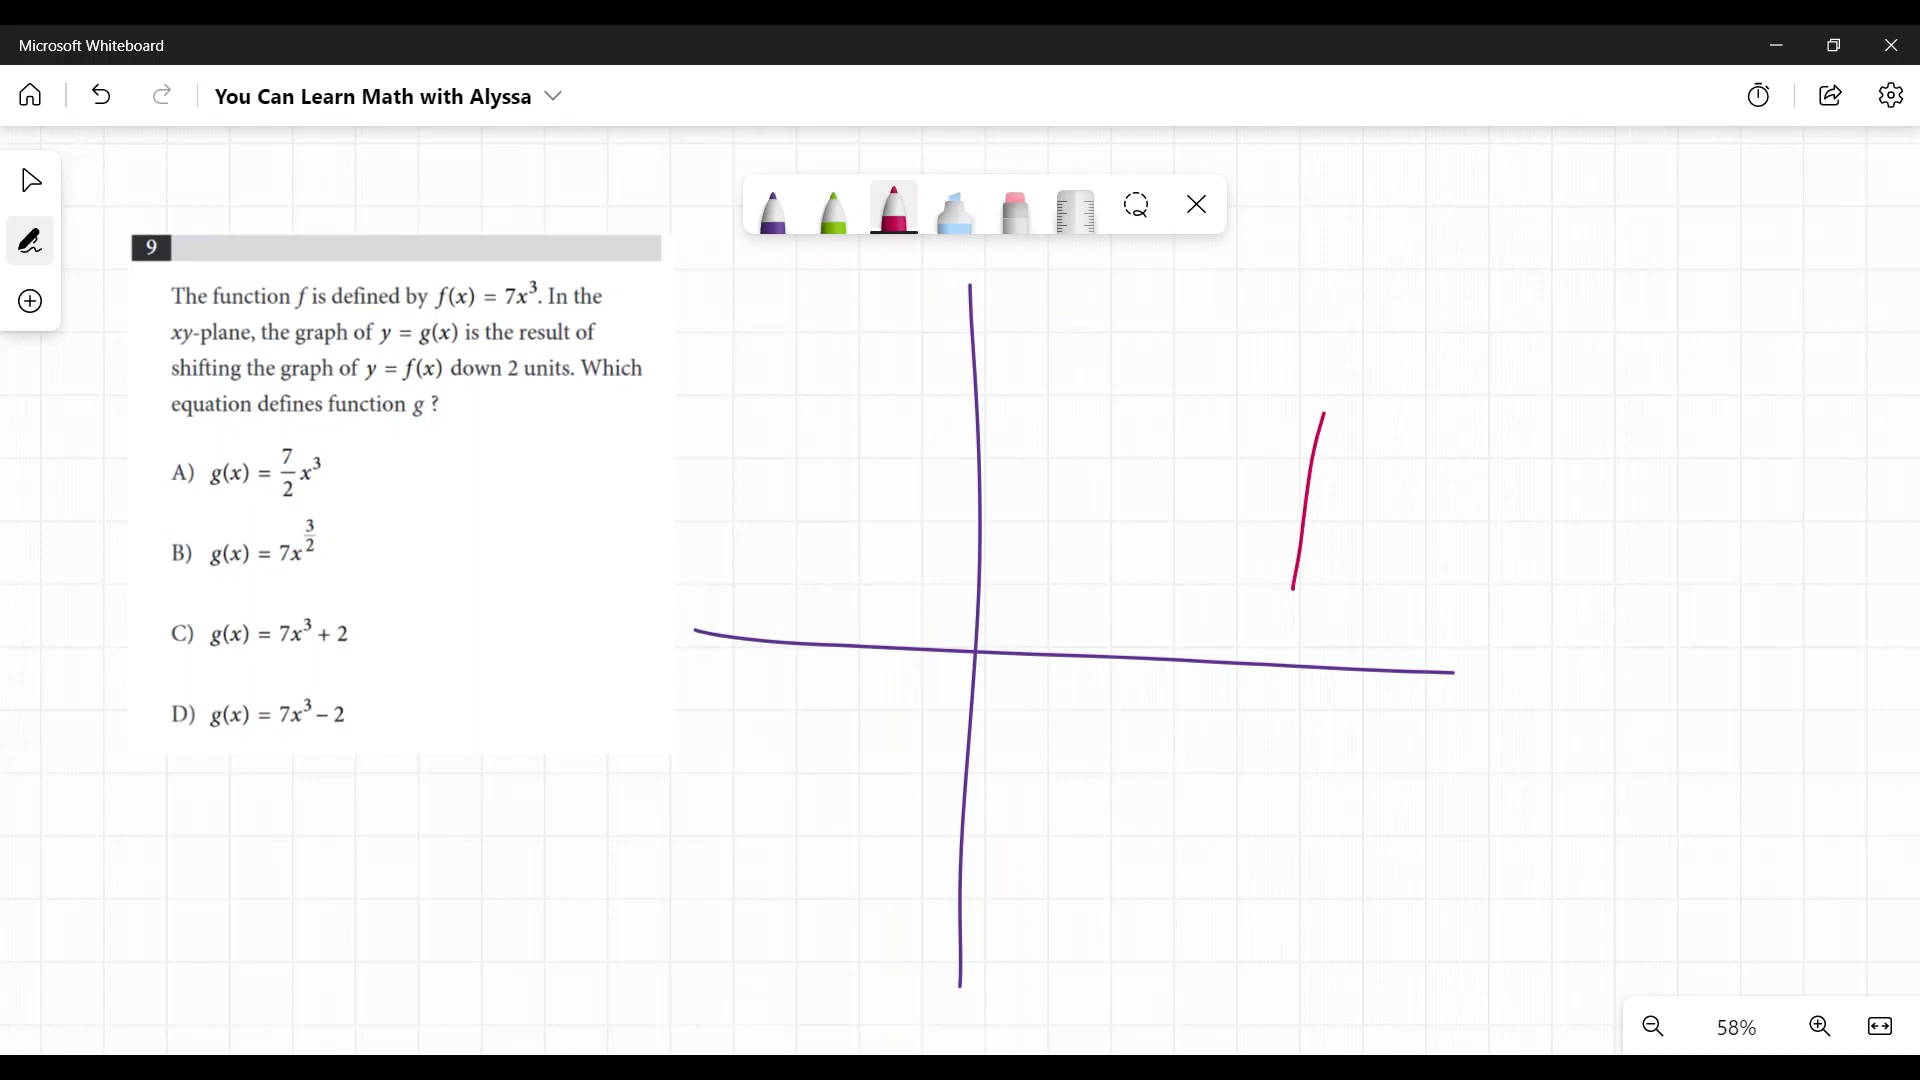 Microsoft Whiteboard
You Can Learn Math with Alyssa
9
The function f is defined by f(x) = 7x³. In the
xy-plane, the graph of y = g(x) is the result of
shifting the graph of y = f(x) down 2 units. Which
equation defines function g ?
A) g(x) = 7/2 x³
B) g(x) = 7x^(3/2)
C) g(x) = 7x³ + 2
D) g(x) = 7x³ – 2
58%